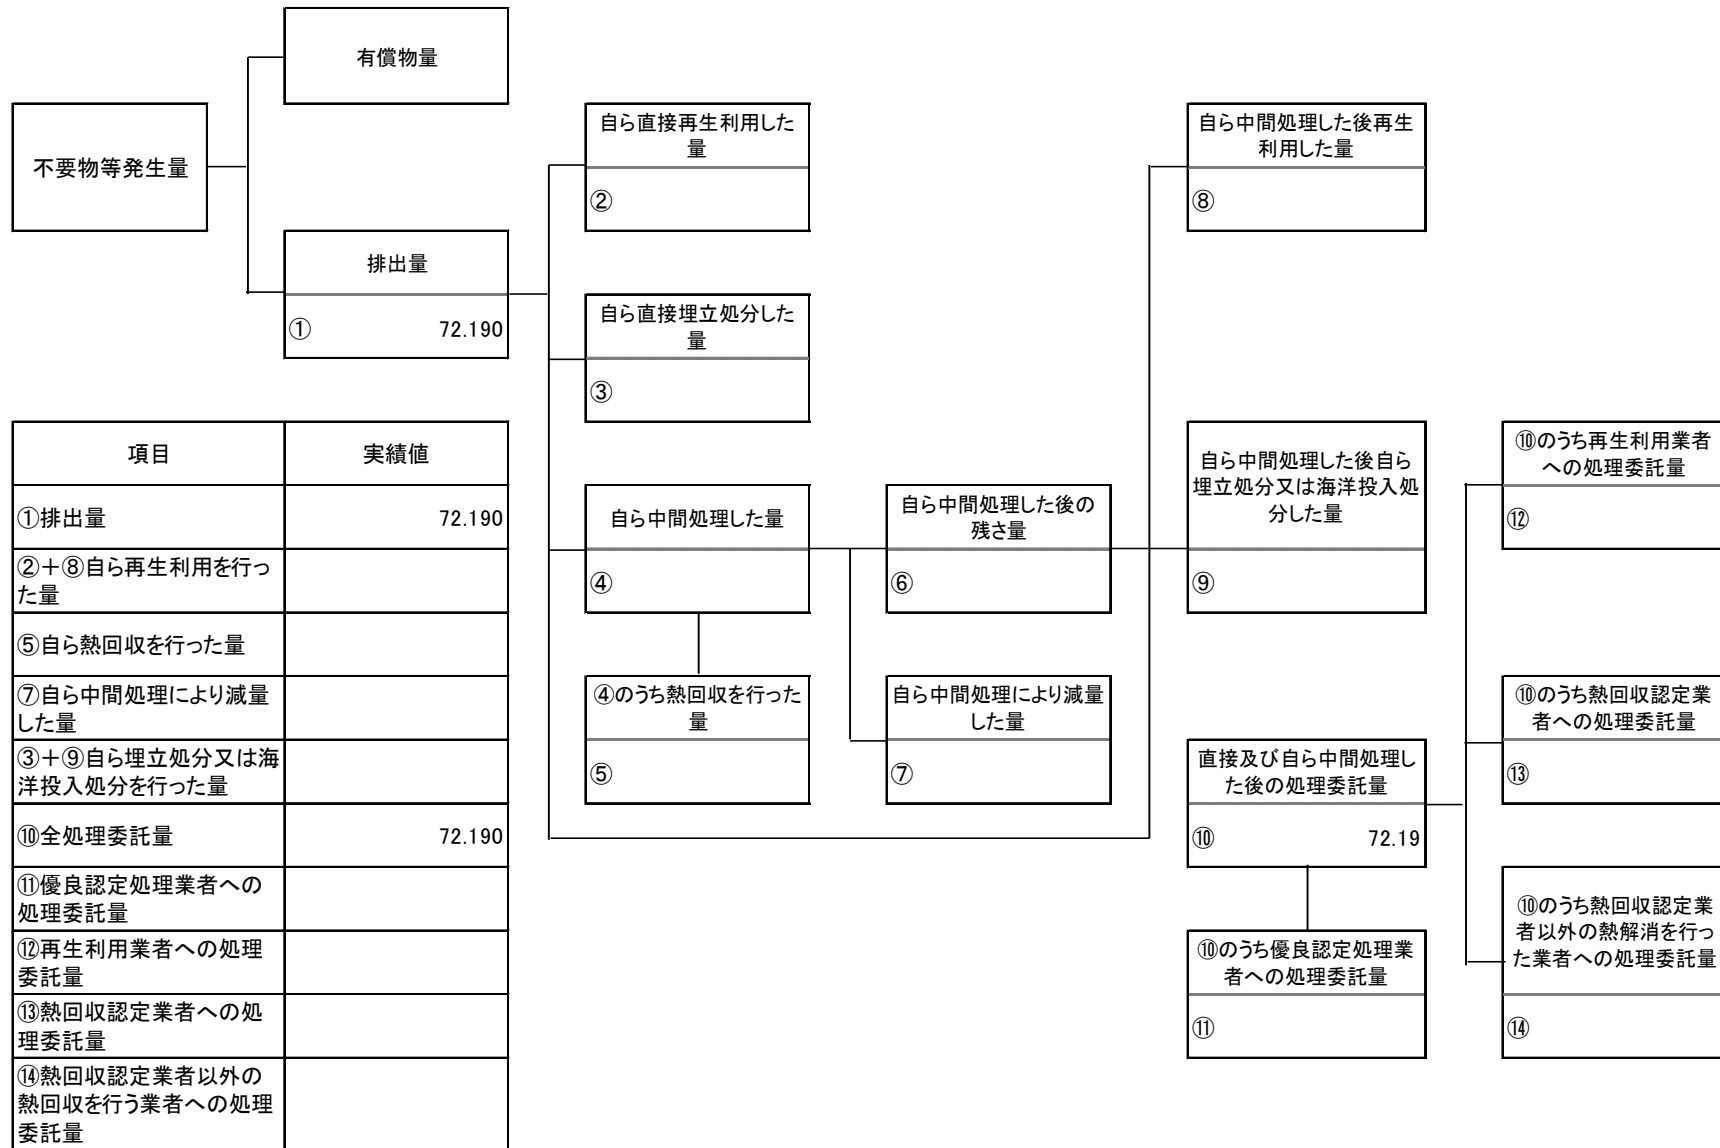 有償物量
不要物等発生量
排出量
① 72.190
自ら直接再生利用した
量
②
自ら直接埋立処分した
量
③
自ら中間処理した量
④
④のうち熱回収を行った
量
⑤
自ら中間処理した後の
残さ量
⑥
自ら中間処理により減量
した量
⑦
自ら中間処理した後再生
利用した量
⑧
自ら中間処理した後自ら
埋立処分又は海洋投入処
分した量
⑨
直接及び自ら中間処理し
た後の処理委託量
⑩ 72.19
⑩のうち優良認定処理業
者への処理委託量
⑪
⑩のうち再生利用業者
への処理委託量
⑫
⑩のうち熱回収認定業
者への処理委託量
⑬
⑩のうち熱回収認定業
者以外の熱解消を行っ
た業者への処理委託量
⑭
項目 実績値
①排出量 72.190
②＋⑧自ら再生利用を行っ
た量
⑤自ら熱回収を行った量
⑦自ら中間処理により減量
した量
③＋⑨自ら埋立処分又は海
洋投入処分を行った量
⑩全処理委託量 72.190
⑪優良認定処理業者への
処理委託量
⑫再生利用業者への処理
委託量
⑬熱回収認定業者への処
理委託量
⑭熱回収認定業者以外の
熱回収を行う業者への処理
委託量